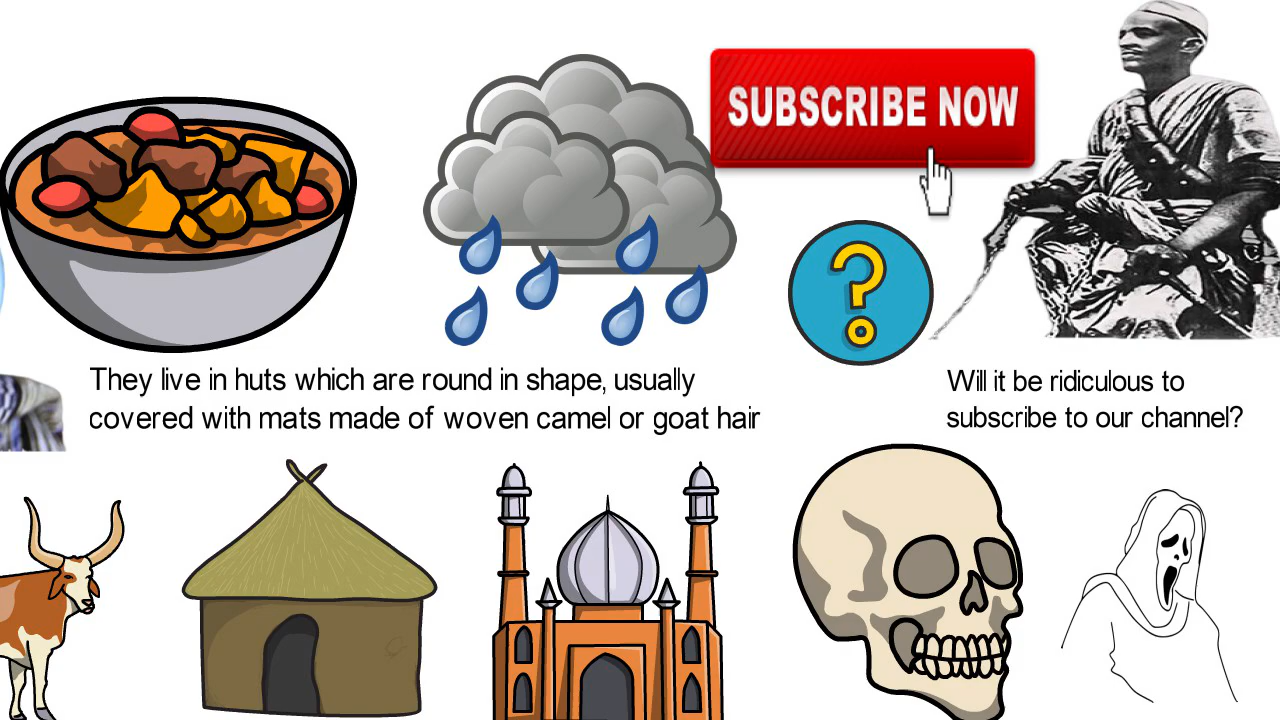 SUBSCRIBE NOW
They live in huts which are round in shape, usually
covered with mats made of woven camel or goat hair
Will it be ridiculous to
subscribe to our channel?